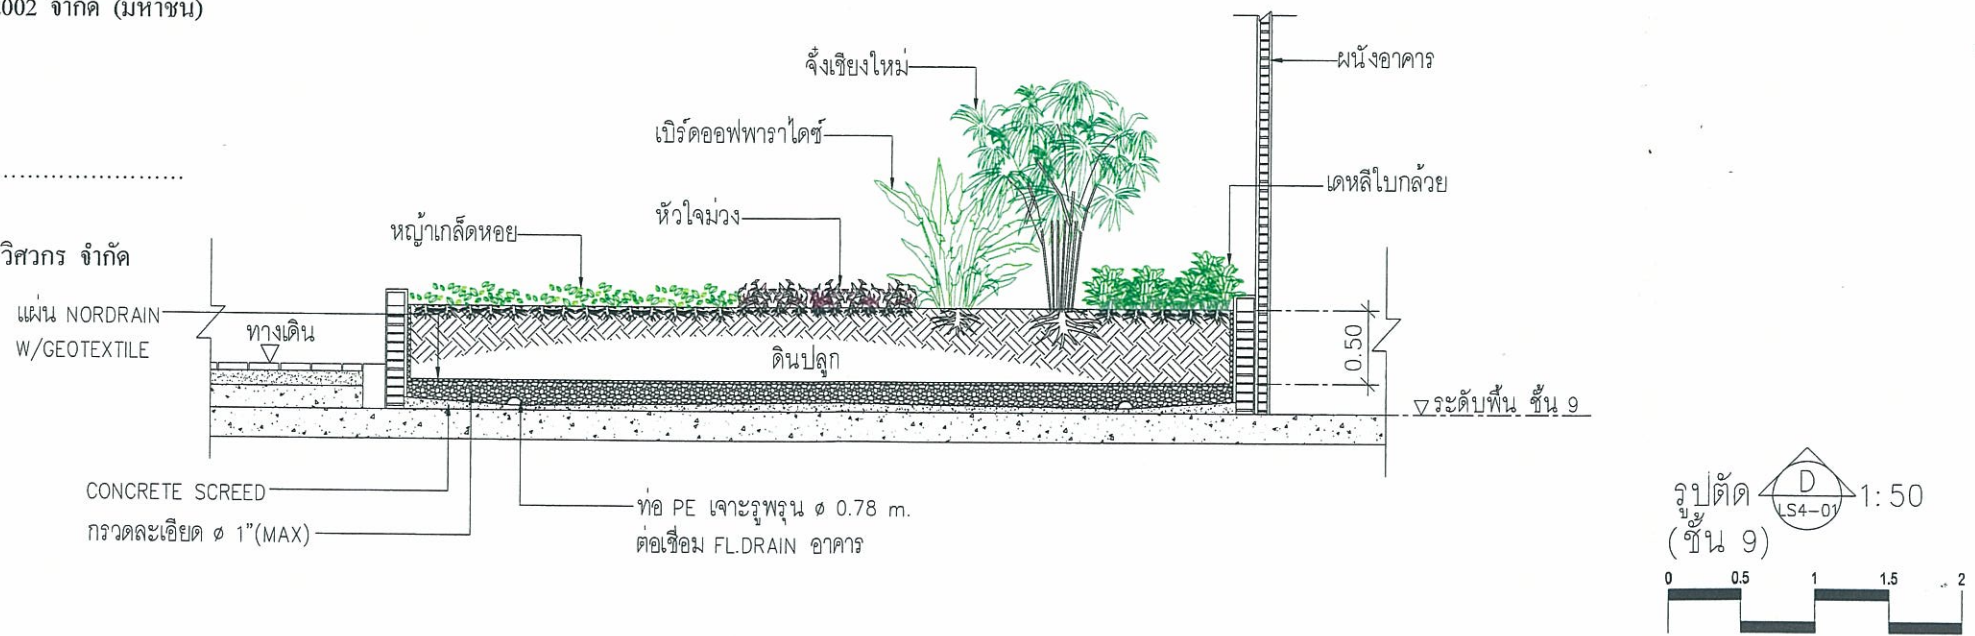 002 จำกัด (มหาชน)
จั๋งเชียงใหม่
ผนังอาคาร
เบิร์ดออฟพาราไดซ์
......................
เดหลีใบกล้วย
หัวใจม่วง
หญ้าเกล็ดหอย
วิศวกร จำกัด
แผ่น NORDRAIN
W/GEOTEXTILE
ทางเดิน
ดินปลูก
0.50
ระดับพื้น ชั้น 9
CONCRETE SCREED
กรวดละเอียด ø 1"(MAX)
ท่อ PE เจาะรูพรุน ø 0.78 m.
ต่อเชื่อม FL.DRAIN อาคาร
รูปตัด D 1:50
LS4-01
(ชั้น 9)
0 0.5 1 1.5 2